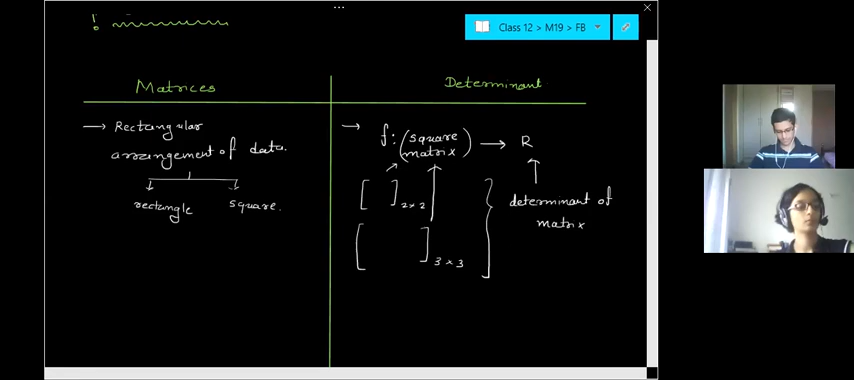 !
Class 12 > M19 > FB
Matrices
Determinant
→ Rectangular
arrangement of data.
rectangle square.
→ f: (square
matrix) → R
[ ]2×2
[ ]3×3
determinant of
matrix